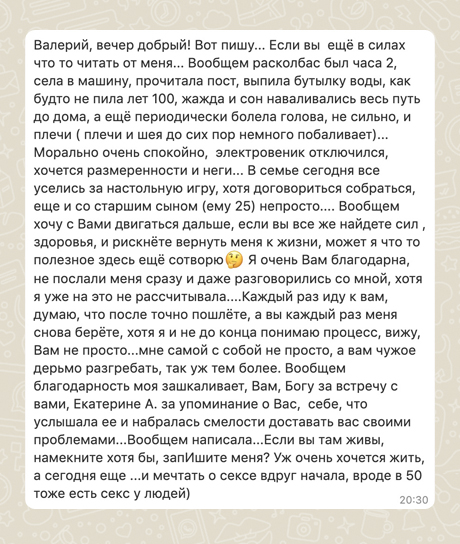 Валерий, вечер добрый! Вот пишу... Если вы  ещё в силах
что то читать от меня... Вообщем расколбас был часа 2,
села в машину, прочитала пост, выпила бутылку воды, как
будто не пила лет 100, жажда и сон наваливались весь путь
до дома, а ещё периодически болела голова, не сильно, и
плечи ( плечи и шея до сих пор немного побаливает)...
Морально очень спокойно,  электровеник отключился,
хочется размеренности и неги... В семье сегодня все
уселись за настольную игру, хотя договориться собраться,
еще и со старшим сыном (ему 25) непросто.... Вообщем
хочу с Вами двигаться дальше, если вы все же найдете сил ,
здоровья, и рискнёте вернуть меня к жизни, может я что то
полезное здесь ещё сотворю🤔 Я очень Вам благодарна,
не послали меня сразу и даже разговорились со мной, хотя
я уже на это не рассчитывала....Каждый раз иду к вам,
думаю, что после точно пошлёте, а вы каждый раз меня
снова берёте, хотя я и не до конца понимаю процесс, вижу,
Вам не просто...мне самой с собой не просто, а вам чужое
дерьмо разгребать, так уж тем более. Вообщем
благодарность моя зашкаливает, Вам, Богу за встречу с
вами, Екатерине А. за упоминание о Вас,  себе, что
услышала ее и набралась смелости доставать вас своими
проблемами...Вообщем написала...Если вы там живы,
намекните хотя бы, запИшите меня? Уж очень хочется жить,
а сегодня еще ...и мечтать о сексе вдруг начала, вроде в 50
тоже есть секс у людей)
20:30